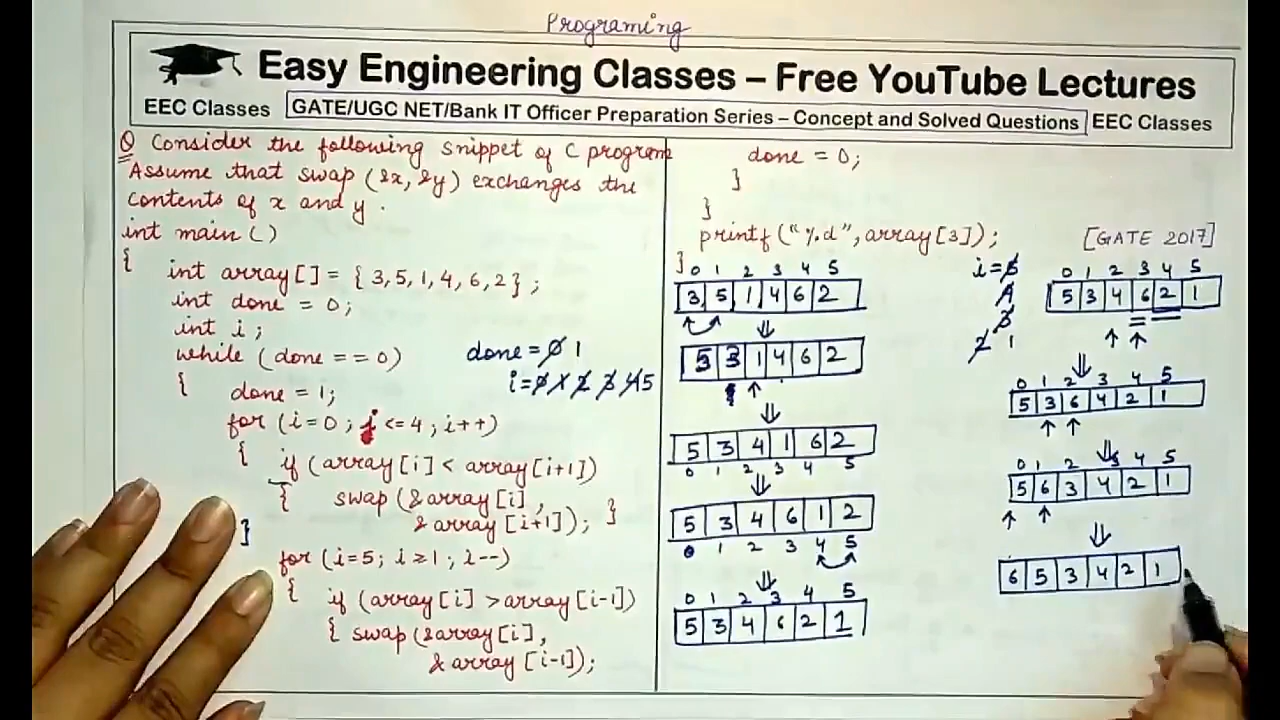 Programing
Easy Engineering Classes – Free YouTube Lectures
EEC Classes GATE/UGC NET/Bank IT Officer Preparation Series – Concept and Solved Questions EEC Classes
Q Consider the following snippet of C program
Assume that swap (&x, &y) exchanges the
contents of x and y.
int main()
{
int array[] = { 3, 5, 1, 4, 6, 2 };
int done = 0;
int i;
while (done == 0)
{
done = 1;
for (i=0; i <=4; i++)
{
if (array[i] < array[i+1])
{ swap (&array[i],
&array[i+1]); }
}
for (i=5; i≥1; i--)
{ if (array[i] > array[i-1])
{ swap (&array[i],
& array [i-1]);
done = 0 1
i= 0 1 2 3 4 5
done = 0;
}
}
printf("%d", array[3]);
}
[GATE 2017]
0 1 2 3 4 5
3 5 1 4 6 2
5 3 1 4 6 2
5 3 4 1 6 2
0 1 2 3 4 5
5 3 4 6 1 2
0 1 2 3 4 5
0 1 2 3 4 5
5 3 4 6 2 1
i = 5
4
3
2 1
0 1 2 3 4 5
5 3 4 6 2 1
0 1 2 3 4 5
5 3 6 4 2 1
0 1 2 3 4 5
5 6 3 4 2 1
6 5 3 4 2 1